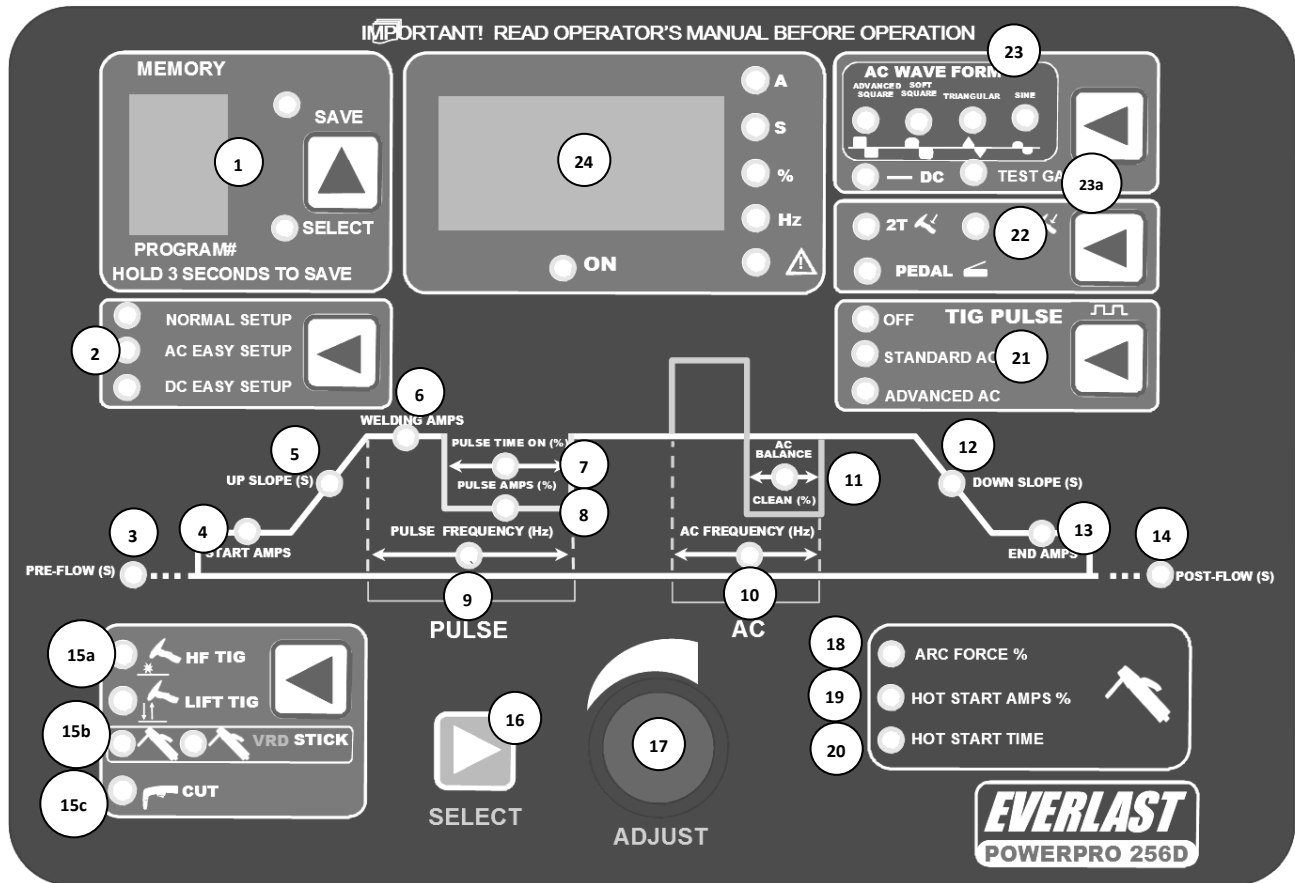 IMPORTANT! READ OPERATOR'S MANUAL BEFORE OPERATION
MEMORY
SAVE
SELECT
PROGRAM#
HOLD 3 SECONDS TO SAVE
1
24
A
S
%
Hz
ON
23
AC WAVE FORM
ADVANCED SQUARE
SOFT SQUARE
TRIANGULAR
SINE
DC
TEST
23a
2T
22
PEDAL
2
NORMAL SETUP
AC EASY SETUP
DC EASY SETUP
OFF
TIG PULSE
STANDARD AC
21
ADVANCED AC
6
WELDING AMPS
5
UP SLOPE (S)
PULSE TIME ON (%)
7
PULSE AMPS (%)
8
AC
BALANCE
11
CLEAN (%)
12
DOWN SLOPE (S)
3
4
START AMPS
PULSE FREQUENCY (Hz)
AC FREQUENCY (Hz)
13
END AMPS
14
PRE-FLOW (S)
POST-FLOW (S)
9
PULSE
10
AC
15a
HF TIG
LIFT TIG
15b
VRD STICK
15c
CUT
16
SELECT
17
ADJUST
18
ARC FORCE %
19
HOT START AMPS %
20
HOT START TIME
EVERLAST
POWERPRO 256D